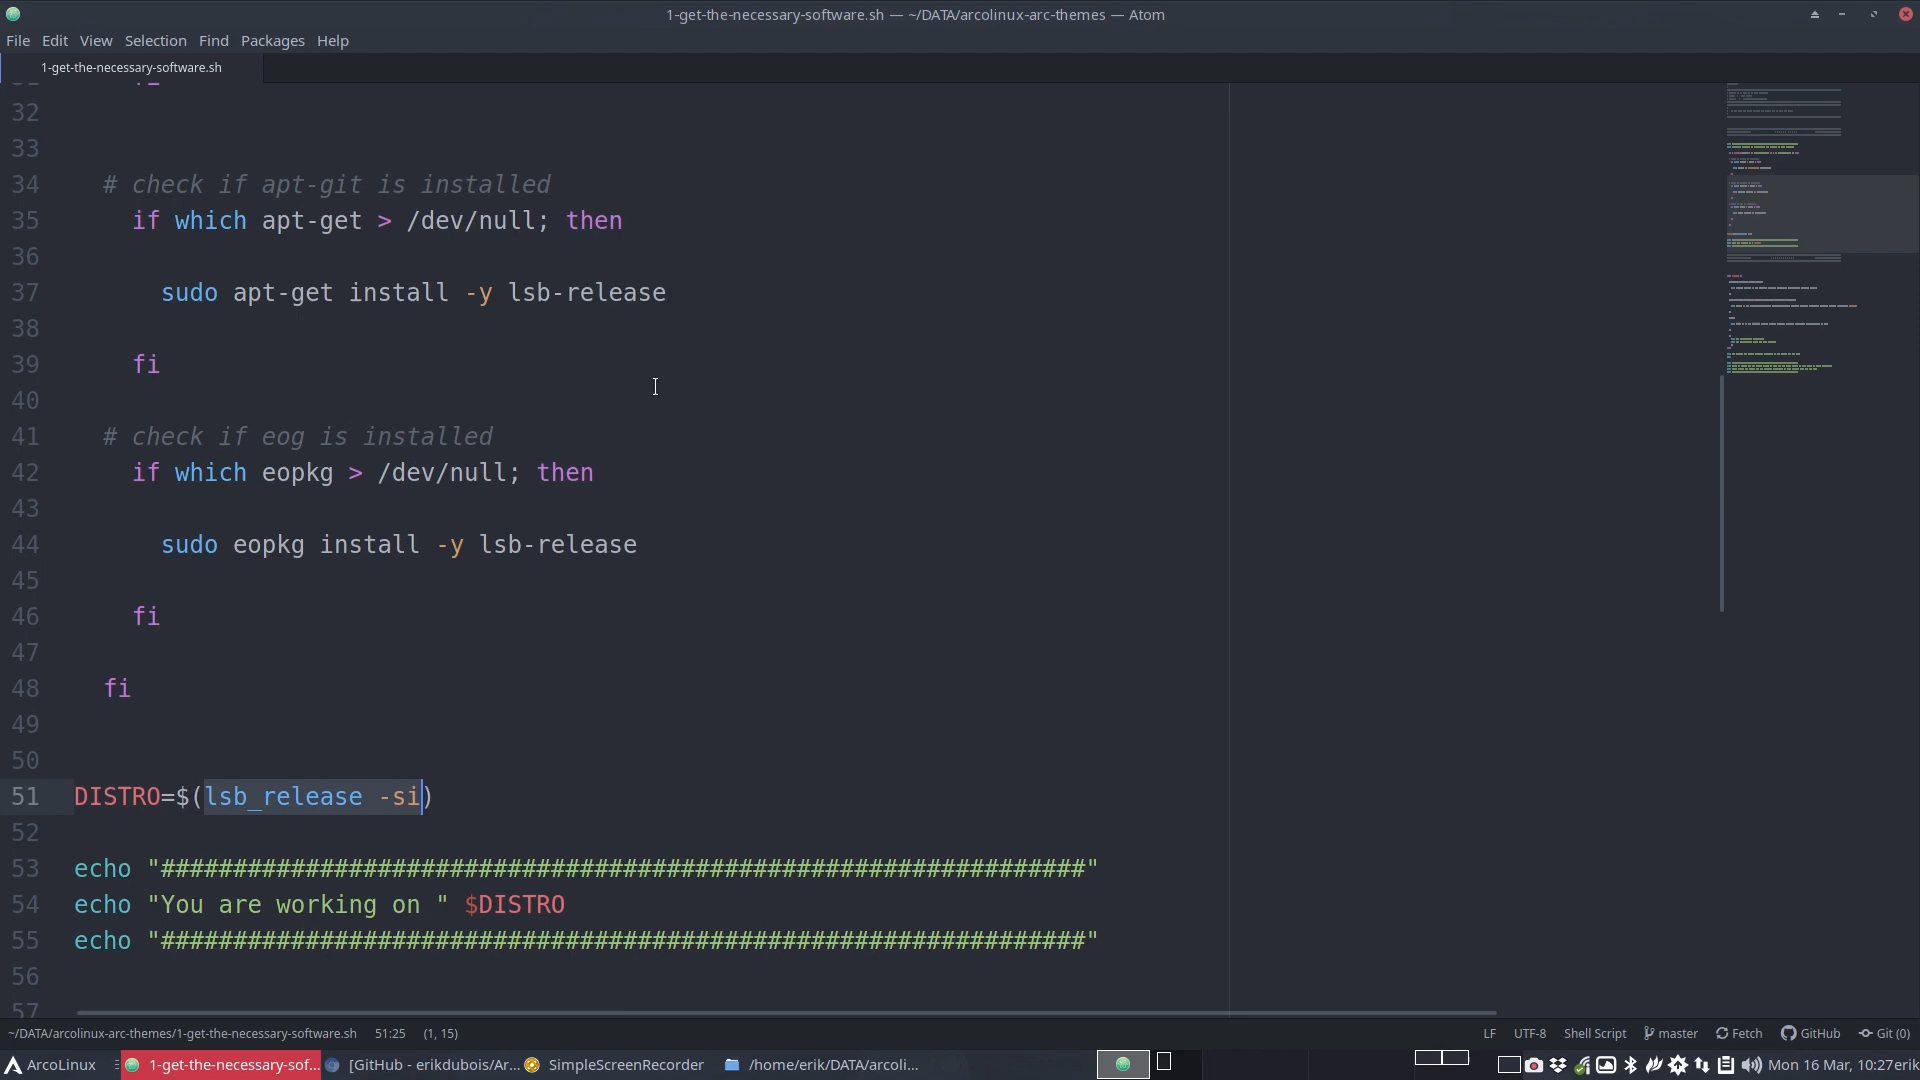 1-get-the-necessary-software.sh — ~/DATA/arcolinux-arc-themes — Atom
File Edit View Selection Find Packages Help
1-get-the-necessary-software.sh
32
33
34 # check if apt-git is installed
35 if which apt-get > /dev/null; then
36
37 sudo apt-get install -y lsb-release
38
39 fi
40
41 # check if eog is installed
42 if which eopkg > /dev/null; then
43
44 sudo eopkg install -y lsb-release
45
46 fi
47
48 fi
49
50
51 DISTRO=$(lsb_release -si)
52
53 echo "################################################################"
54 echo "You are working on " $DISTRO
55 echo "################################################################"
56
57
~/DATA/arcolinux-arc-themes/1-get-the-necessary-software.sh 51:25 (1, 15) LF UTF-8 Shell Script master Fetch GitHub Git (0)
ArcoLinux 1-get-the-necessary-sof... [GitHub - erikdubois/Ar... SimpleScreenRecorder /home/erik/DATA/arcoli... Mon 16 Mar, 10:27 erik